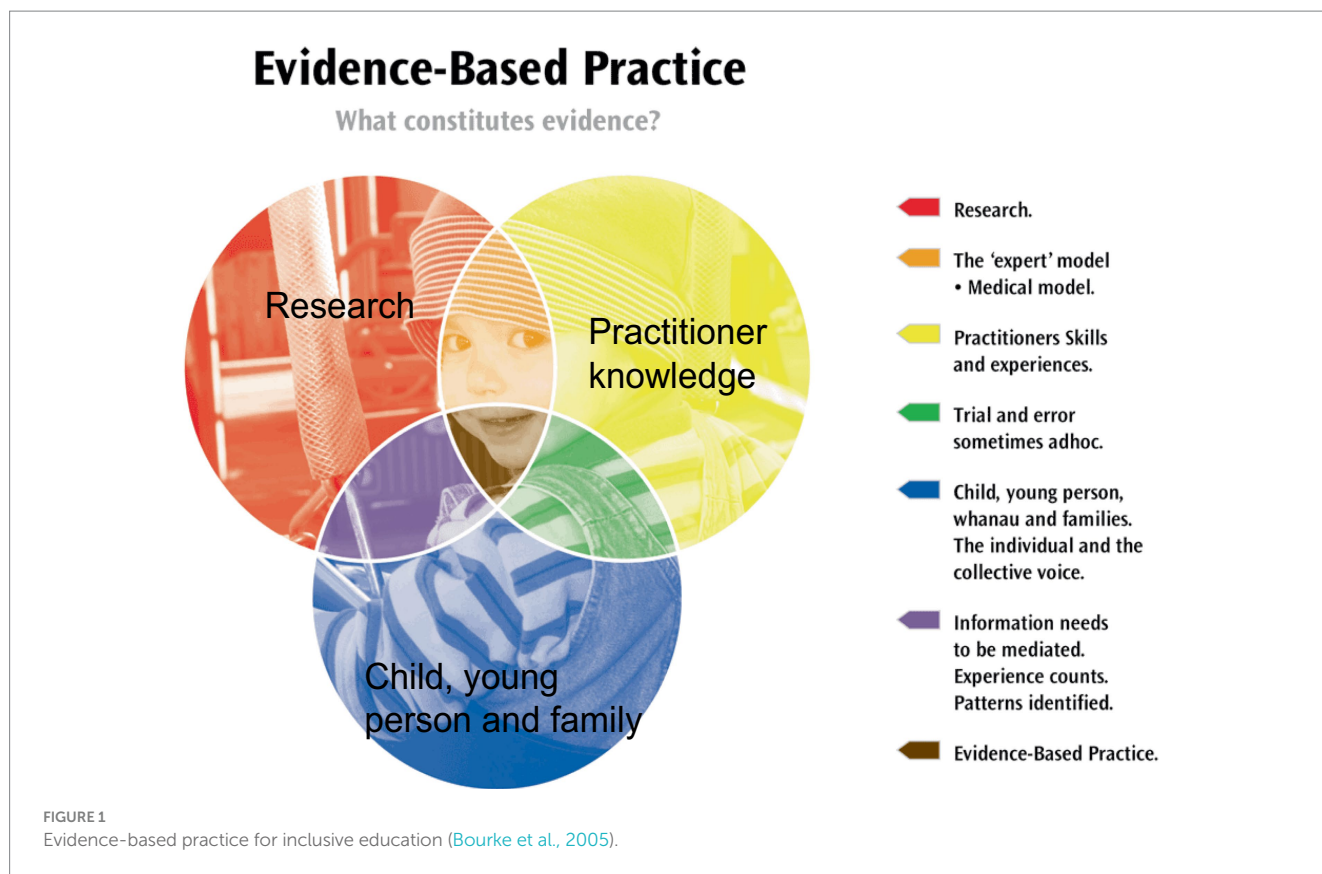 Evidence-Based Practice
What constitutes evidence?
Research
Practitioner
knowledge
Child, young
person and family
Research.
The ‘expert’ model
• Medical model.
Practitioners Skills
and experiences.
Trial and error
sometimes adhoc.
Child, young person,
whanau and families.
The individual and the
collective voice.
Information needs
to be mediated.
Experience counts.
Patterns identified.
Evidence-Based Practice.
FIGURE 1
Evidence-based practice for inclusive education (Bourke et al., 2005).